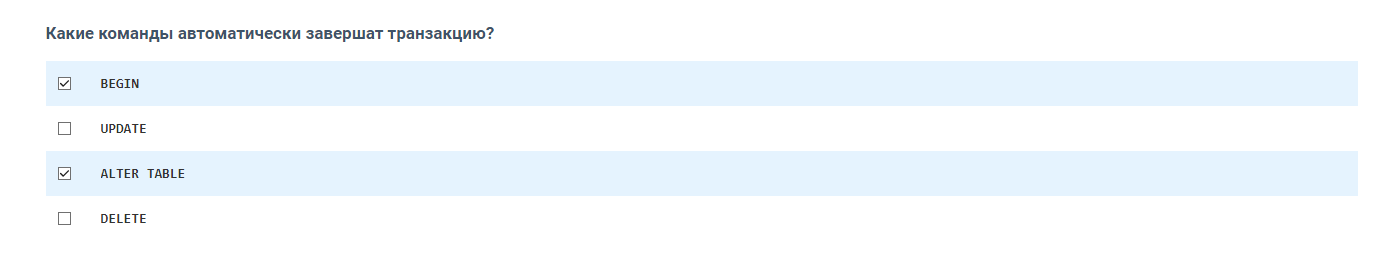 Какие команды автоматически завершат транзакцию?
BEGIN
UPDATE
ALTER TABLE
DELETE